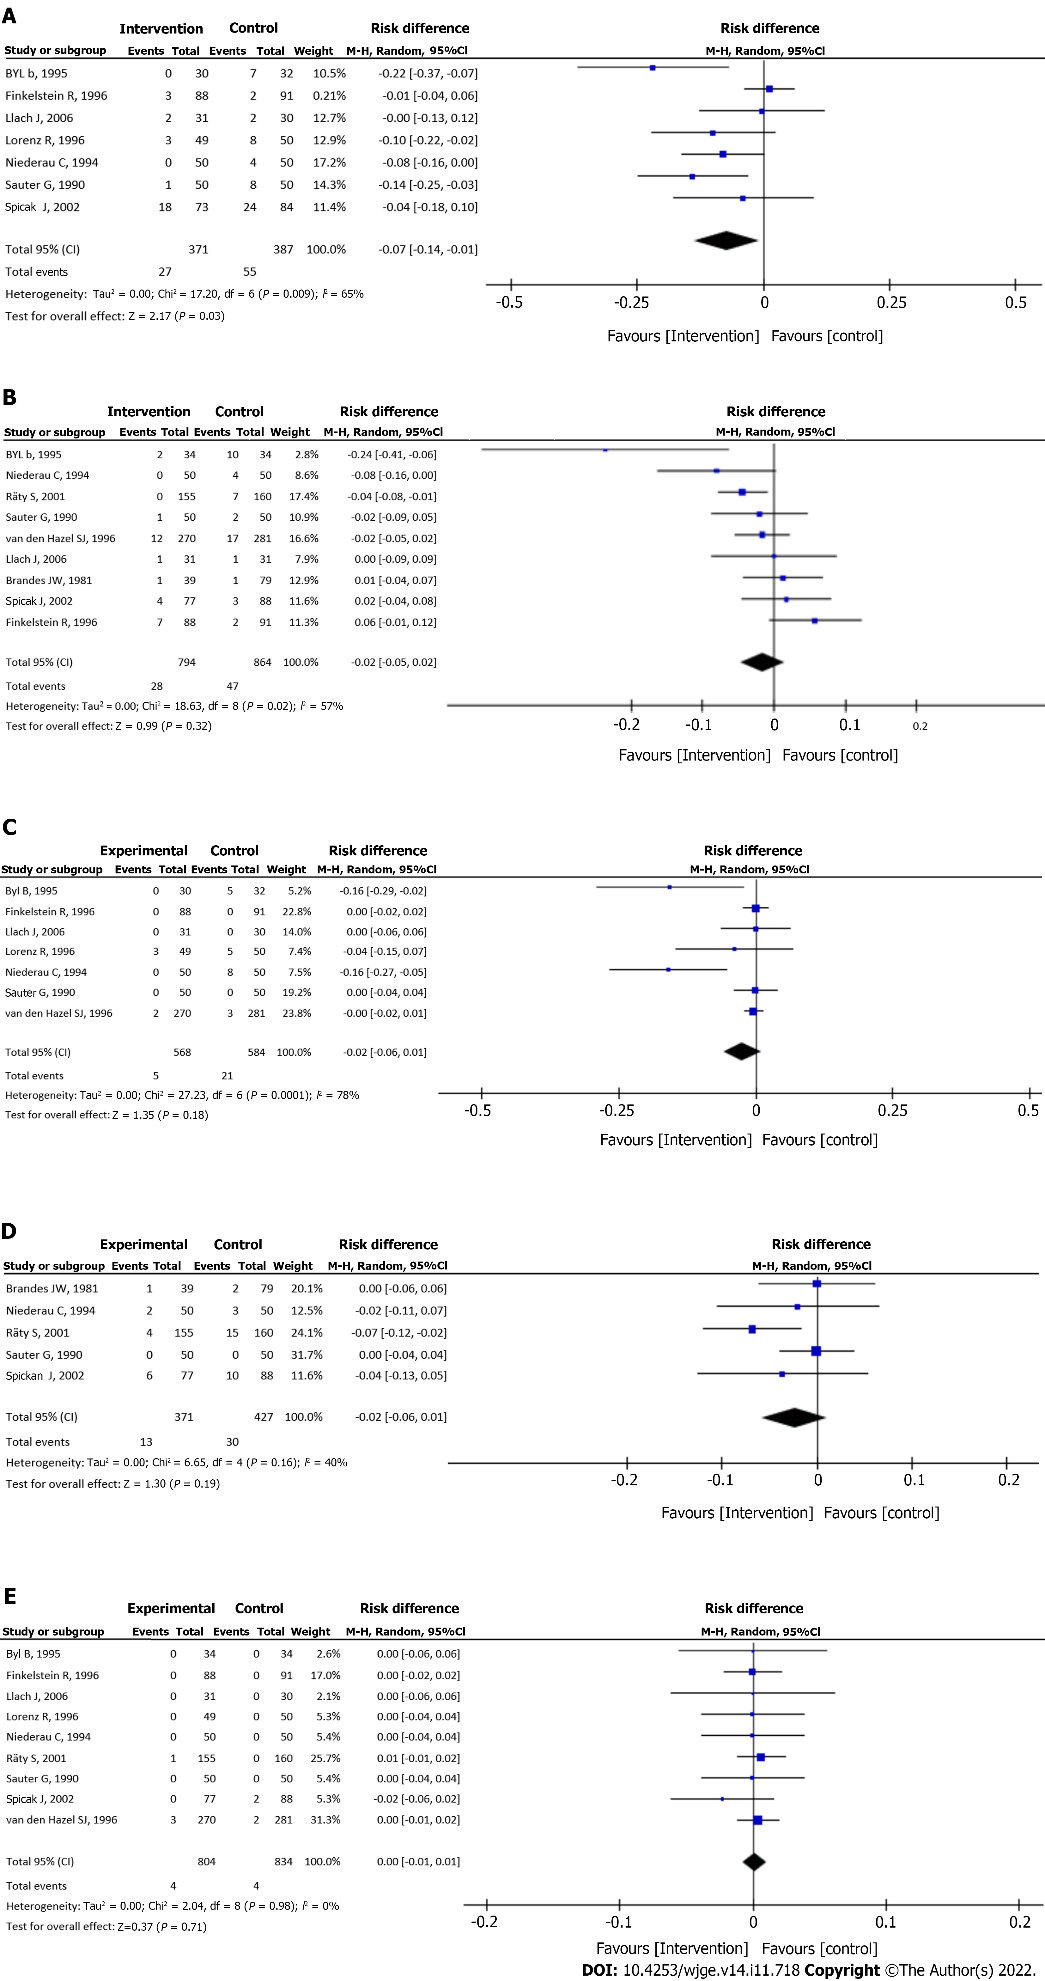 A
Intervention Control Risk difference Risk difference
Study or subgroup Events Total Events Total Weight M-H, Random, 95%CI M-H, Random, 95%CI
BYL b, 1995 0 30 7 32 10.5% -0.22 [-0.37, -0.07]
Finkelstein R, 1996 3 88 2 91 0.21% -0.01 [-0.04, 0.06]
Llach J, 2006 2 31 2 30 12.7% -0.00 [-0.13, 0.12]
Lorenz R, 1996 3 49 8 50 12.9% -0.10 [-0.22, -0.02]
Niederau C, 1994 0 50 4 50 17.2% -0.08 [-0.16, 0.00]
Sauter G, 1990 1 50 8 50 14.3% -0.14 [-0.25, -0.03]
Spicak J, 2002 18 73 24 84 11.4% -0.04 [-0.18, 0.10]
Total 95% (CI) 371 387 100.0% -0.07 [-0.14, -0.01]
Total events 27 55
Heterogeneity: Tau² = 0.00; Chi² = 17.20, df = 6 (P = 0.009); I² = 65%
Test for overall effect: Z = 2.17 (P = 0.03)
-0.5 -0.25 0 0.25 0.5
Favours [Intervention] Favours [control]
B
Intervention Control Risk difference Risk difference
Study or subgroup Events Total Events Total Weight M-H, Random, 95%CI M-H, Random, 95%CI
BYL b, 1995 2 34 10 34 2.8% -0.24 [-0.41, -0.06]
Niederau C, 1994 0 50 4 50 8.6% -0.08 [-0.16, 0.00]
Räty S, 2001 0 155 7 160 17.4% -0.04 [-0.08, -0.01]
Sauter G, 1990 1 50 2 50 10.9% -0.02 [-0.09, 0.05]
van den Hazel SJ, 1996 12 270 17 281 16.6% -0.02 [-0.05, 0.02]
Llach J, 2006 1 31 1 31 7.9% 0.00 [-0.09, 0.09]
Brandes JW, 1981 1 39 1 79 12.9% 0.01 [-0.04, 0.07]
Spicak J, 2002 4 77 3 88 11.6% 0.02 [-0.04, 0.08]
Finkelstein R, 1996 7 88 2 91 11.3% 0.06 [-0.01, 0.12]
Total 95% (CI) 794 864 100.0% -0.02 [-0.05, 0.02]
Total events 28 47
Heterogeneity: Tau² = 0.00; Chi² = 18.63, df = 8 (P = 0.02); I² = 57%
Test for overall effect: Z = 0.99 (P = 0.32)
-0.2 -0.1 0 0.1 0.2
Favours [Intervention] Favours [control]
C
Experimental Control Risk difference Risk difference
Study or subgroup Events Total Events Total Weight M-H, Random, 95%CI M-H, Random, 95%CI
Byl B, 1995 0 30 5 32 5.2% -0.16 [-0.29, -0.02]
Finkelstein R, 1996 0 88 0 91 22.8% 0.00 [-0.02, 0.02]
Llach J, 2006 0 31 0 30 14.0% 0.00 [-0.06, 0.06]
Lorenz R, 1996 3 49 5 50 7.4% -0.04 [-0.15, 0.07]
Niederau C, 1994 0 50 8 50 7.5% -0.16 [-0.27, -0.05]
Sauter G, 1990 0 50 0 50 19.2% 0.00 [-0.04, 0.04]
van den Hazel SJ, 1996 2 270 3 281 23.8% -0.00 [-0.02, 0.01]
Total 95% (CI) 568 584 100.0% -0.02 [-0.06, 0.01]
Total events 5 21
Heterogeneity: Tau² = 0.00; Chi² = 27.23, df = 6 (P = 0.0001); I² = 78%
Test for overall effect: Z = 1.35 (P = 0.18)
-0.5 -0.25 0 0.25 0.5
Favours [Intervention] Favours [control]
D
Experimental Control Risk difference Risk difference
Study or subgroup Events Total Events Total Weight M-H, Random, 95%CI M-H, Random, 95%CI
Brandes JW, 1981 1 39 2 79 20.1% 0.00 [-0.06, 0.06]
Niederau C, 1994 2 50 3 50 12.5% -0.02 [-0.11, 0.07]
Räty S, 2001 4 155 15 160 24.1% -0.07 [-0.12, -0.02]
Sauter G, 1990 0 50 0 50 31.7% 0.00 [-0.04, 0.04]
Spickan J, 2002 6 77 10 88 11.6% -0.04 [-0.13, 0.05]
Total 95% (CI) 371 427 100.0% -0.02 [-0.06, 0.01]
Total events 13 30
Heterogeneity: Tau² = 0.00; Chi² = 6.65, df = 4 (P = 0.16); I² = 40%
Test for overall effect: Z = 1.30 (P = 0.19)
-0.2 -0.1 0 0.1 0.2
Favours [Intervention] Favours [control]
E
Experimental Control Risk difference Risk difference
Study or subgroup Events Total Events Total Weight M-H, Random, 95%CI M-H, Random, 95%CI
Byl B, 1995 0 34 0 34 2.6% 0.00 [-0.06, 0.06]
Finkelstein R, 1996 0 88 0 91 17.0% 0.00 [-0.02, 0.02]
Llach J, 2006 0 31 0 30 2.1% 0.00 [-0.06, 0.06]
Lorenz R, 1996 0 49 0 50 5.3% 0.00 [-0.04, 0.04]
Niederau C, 1994 0 50 0 50 5.4% 0.00 [-0.04, 0.04]
Räty S, 2001 1 155 0 160 25.7% 0.01 [-0.01, 0.02]
Sauter G, 1990 0 50 0 50 5.4% 0.00 [-0.04, 0.04]
Spicak J, 2002 0 77 2 88 5.3% -0.02 [-0.06, 0.02]
van den Hazel SJ, 1996 3 270 2 281 31.3% 0.00 [-0.01, 0.02]
Total 95% (CI) 804 834 100.0% 0.00 [-0.01, 0.01]
Total events 4 4
Heterogeneity: Tau² = 0.00; Chi² = 2.04, df = 8 (P = 0.98); I² = 0%
Test for overall effect: Z=0.37 (P = 0.71)
-0.2 -0.1 0 0.1 0.2
Favours [Intervention] Favours [control]
DOI: 10.4253/wjge.v14.i11.718 Copyright ©The Author(s) 2022.